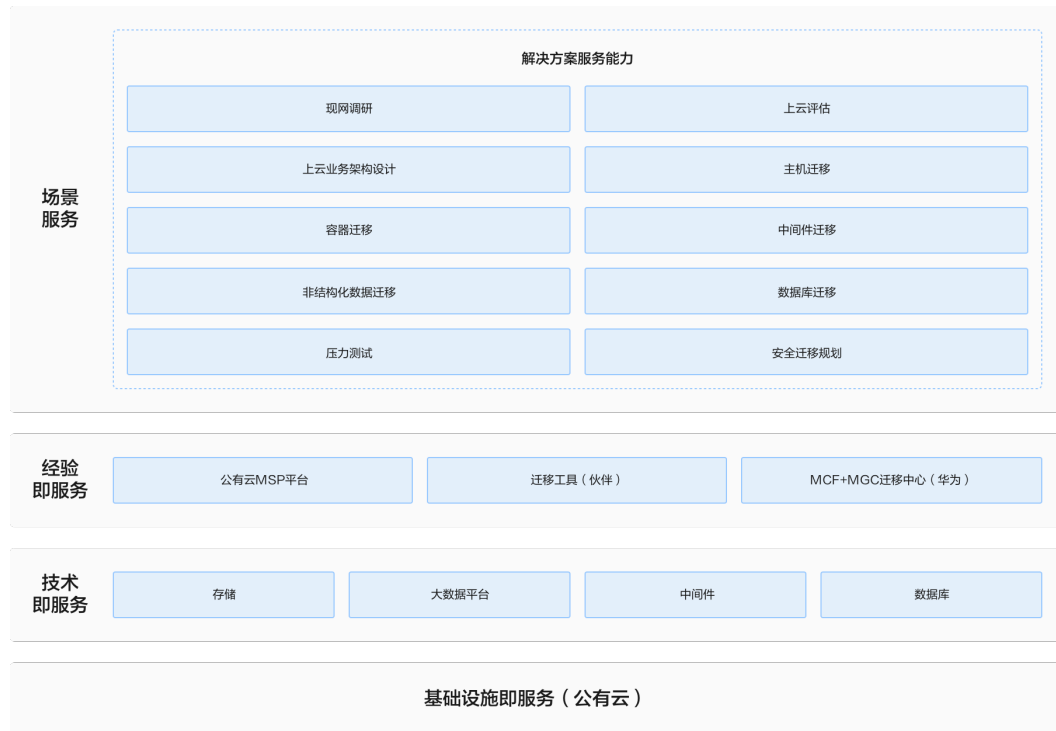 解决方案服务能力
现网调研
上云评估
上云业务架构设计
主机迁移
场景
服务
容器迁移
中间件迁移
非结构化数据迁移
数据库迁移
压力测试
安全迁移规划
经验
即服务
公有云MSP平台
迁移工具（伙伴）
MCF+MGC迁移中心（华为）
技术
即服务
存储
大数据平台
中间件
数据库
基础设施即服务（公有云）